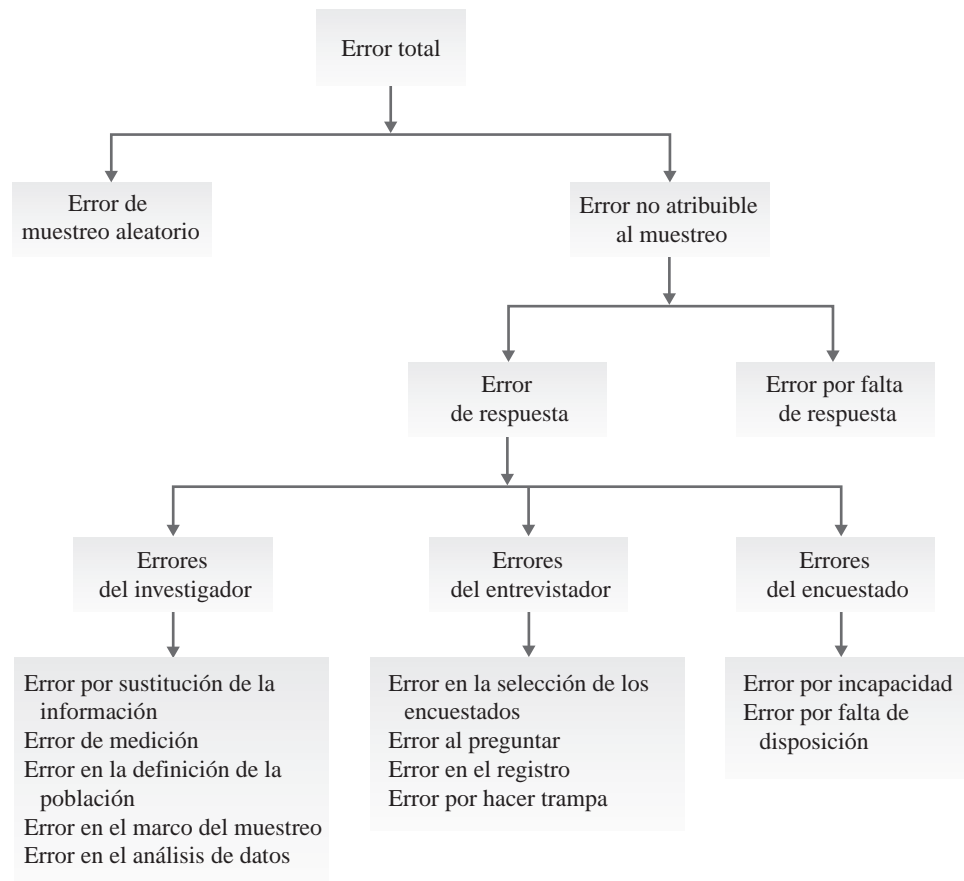 Error total
Error de
muestreo aleatorio
Error no atribuible
al muestreo
Error
de respuesta
Error por falta
de respuesta
Errores
del investigador
Errores
del entrevistador
Errores
del encuestado
Error por sustitución de la
información
Error de medición
Error en la definición de la
población
Error en el marco del muestreo
Error en el análisis de datos
Error en la selección de los
encuestados
Error al preguntar
Error en el registro
Error por hacer trampa
Error por incapacidad
Error por falta de
disposición